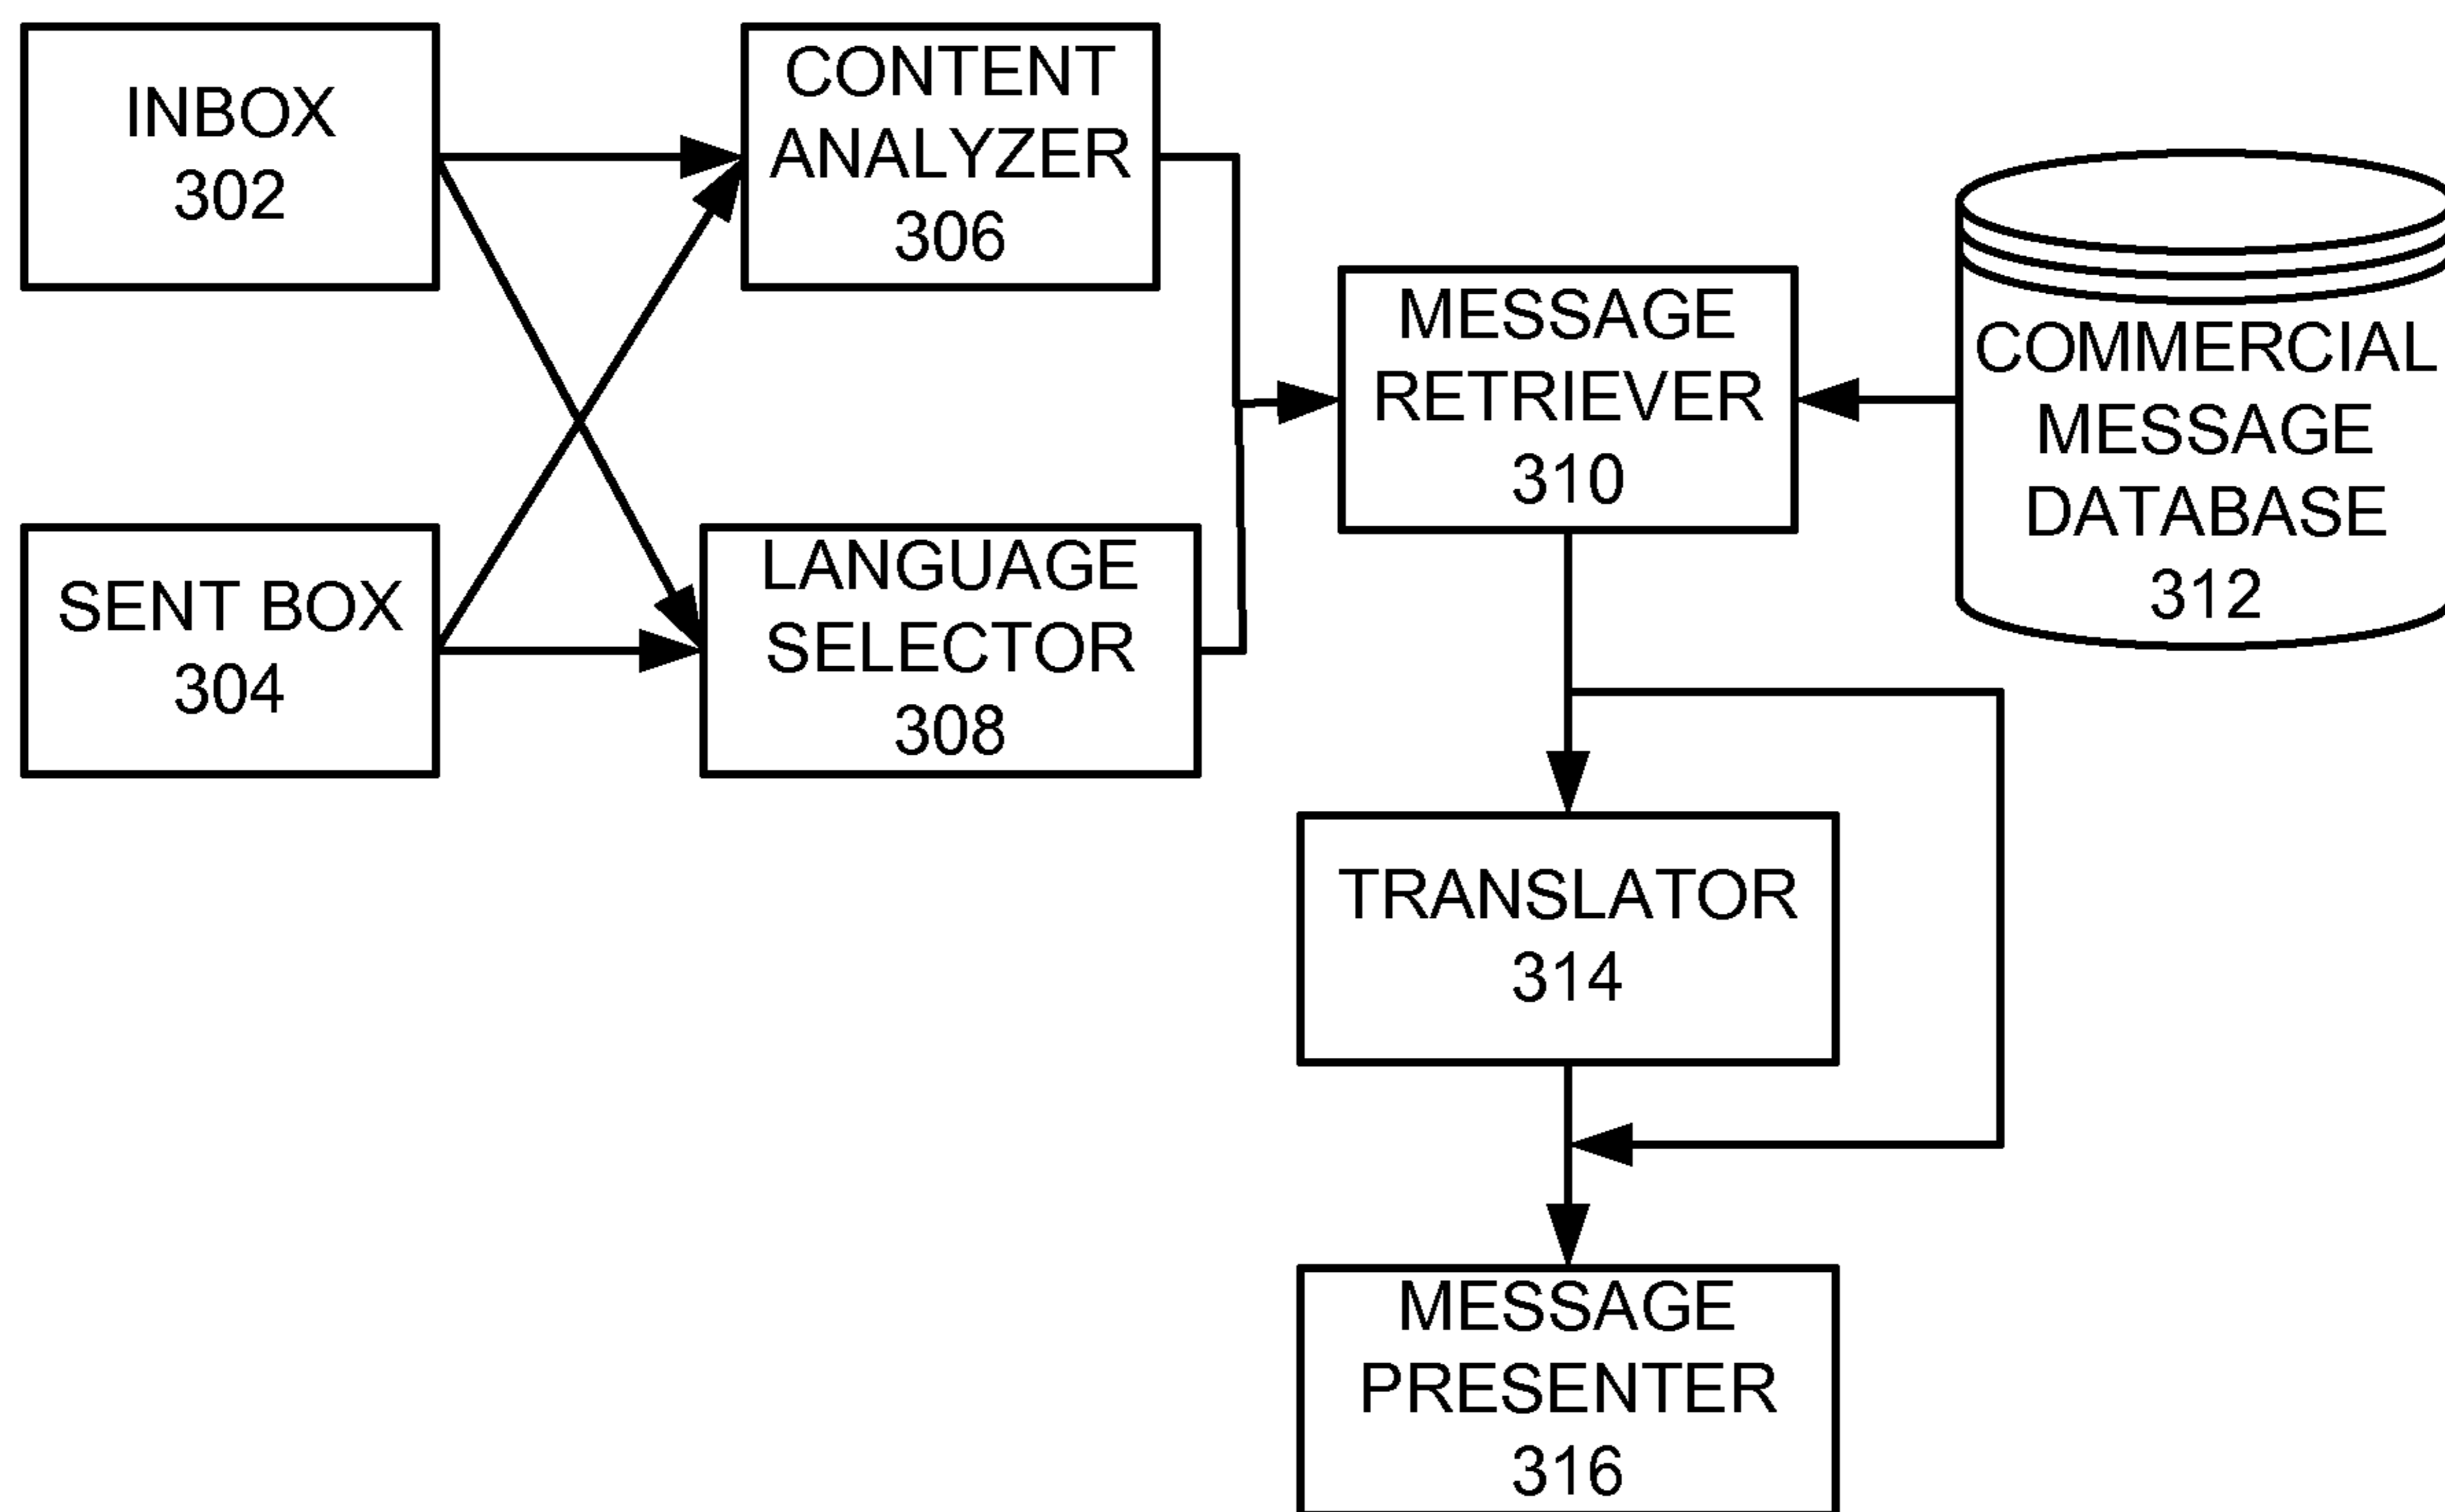 INBOX
302
CONTENT
ANALYZER
306
SENT BOX
304
LANGUAGE
SELECTOR
308
MESSAGE
RETRIEVER
310
COMMERCIAL
MESSAGE
DATABASE
312
TRANSLATOR
314
MESSAGE
PRESENTER
316